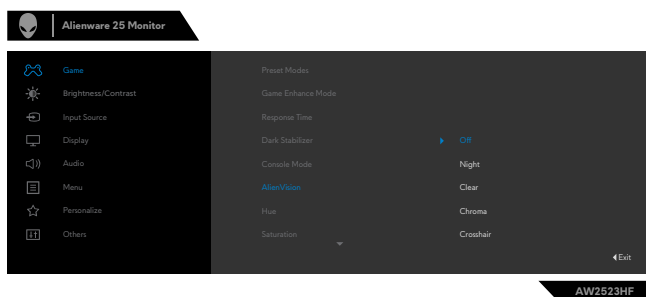 Alienware 25 Monitor
Game
Brightness/Contrast
Input Source
Display
Audio
Menu
Personalize
Others
Preset Modes
Game Enhance Mode
Response Time
Dark Stabilizer
Console Mode
AlienVision
Hue
Saturation
Off
Night
Clear
Chroma
Crosshair
Exit
AW2523HF